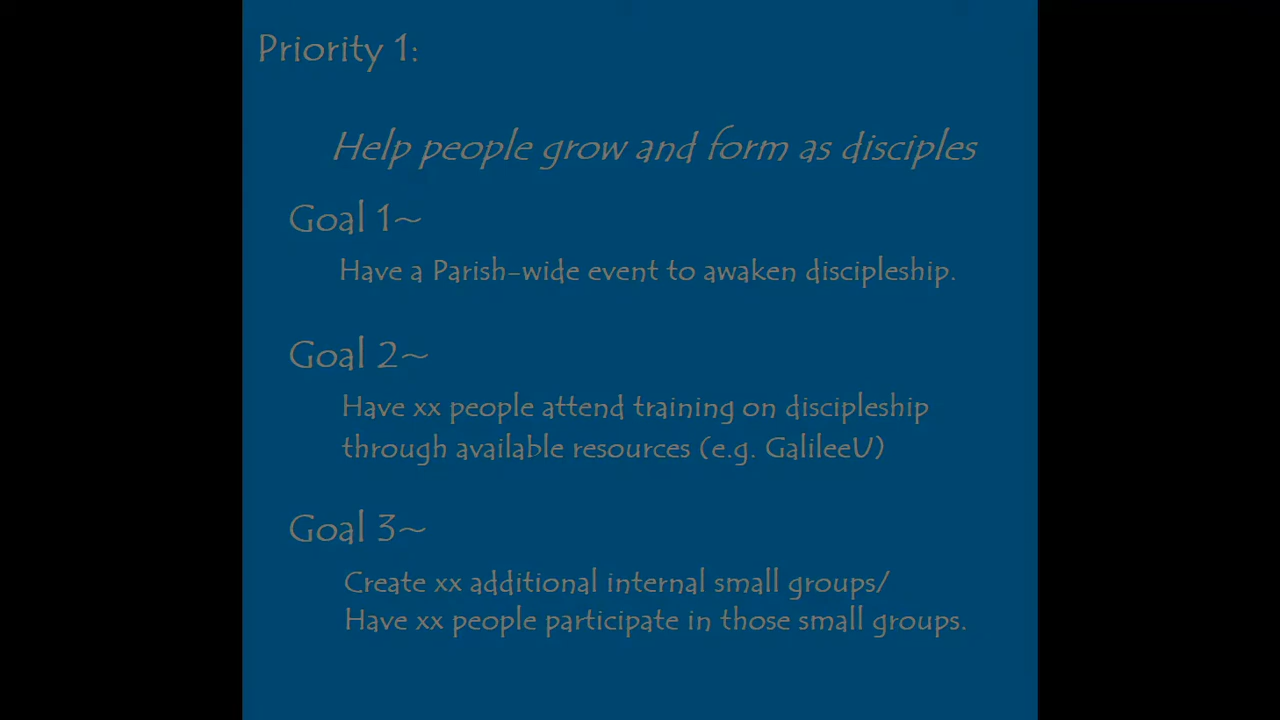 Priority 1:
Help people grow and form as disciples
Goal 1~
Have a Parish-wide event to awaken discipleship.
Goal 2~
Have xx people attend training on discipleship
through available resources (e.g. GalileeU)
Goal 3~
Create xx additional internal small groups/
Have xx people participate in those small groups.